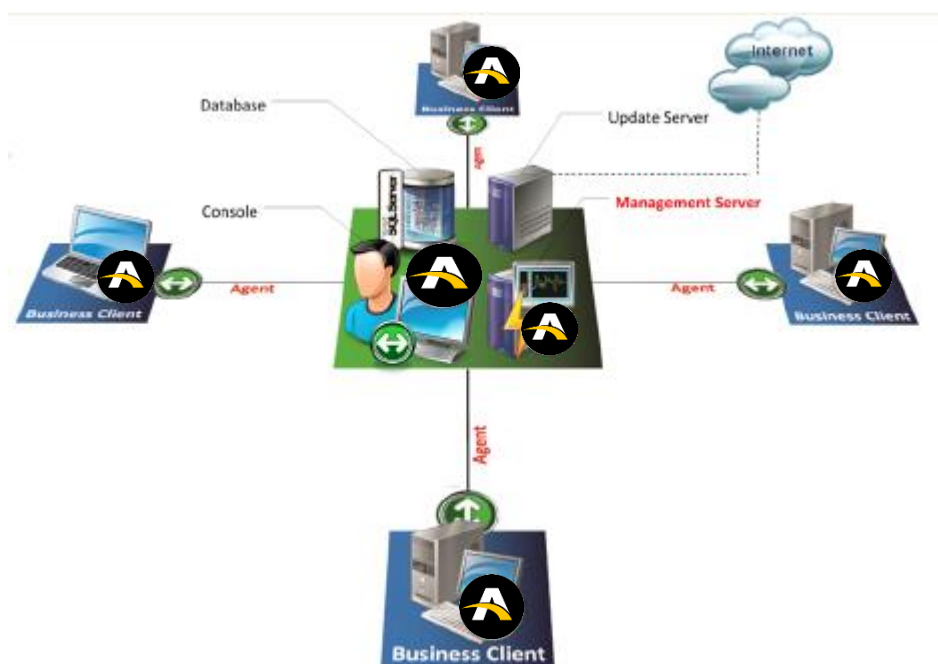 Internet
Business Client
Database
Update Server
Agent
SQL Server
Management Server
Console
Agent
Agent
Business Client
Business Client
Agent
Business Client